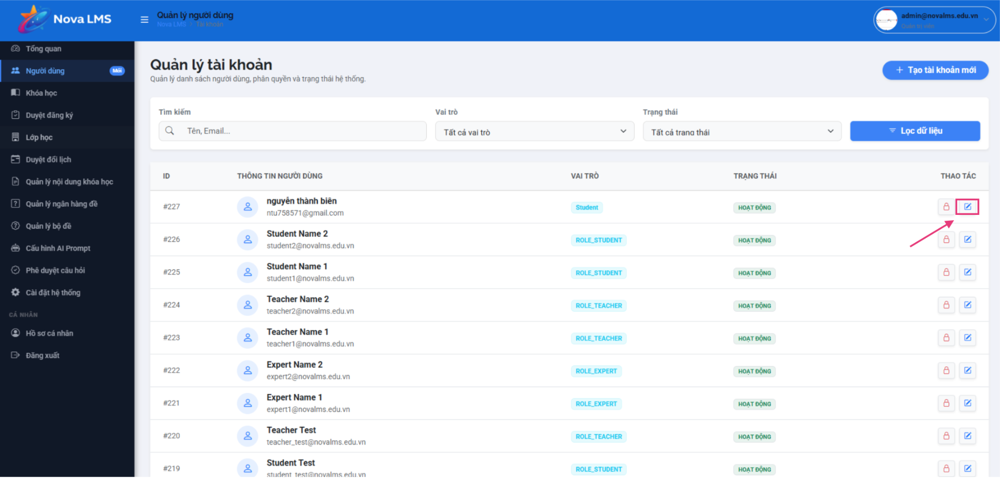 Nova LMS
Quản lý người dùng
Nova LMS > Tài khoản
admin@novalms.edu.vn
Quản trị viên
Tổng quan
Người dùng Mới
Khóa học
Duyệt đăng ký
Lớp học
Duyệt đổi lịch
Quản lý nội dung khóa học
Quản lý ngân hàng đề
Quản lý bộ đề
Cấu hình AI Prompt
Phê duyệt câu hỏi
Cài đặt hệ thống
CÁ NHÂN
Hồ sơ cá nhân
Đăng xuất
Quản lý tài khoản
Quản lý danh sách người dùng, phân quyền và trạng thái hệ thống.
+ Tạo tài khoản mới
Tìm kiếm
Vai trò
Trạng thái
Tên, Email...
Tất cả vai trò
Tất cả trạng thái
Lọc dữ liệu
ID THÔNG TIN NGƯỜI DÙNG VAI TRÒ TRẠNG THÁI THAO TÁC
#227 nguyễn thành biên Student HOẠT ĐỘNG
ntu758571@gmail.com
#226 Student Name 2 ROLE_STUDENT HOẠT ĐỘNG
student2@novalms.edu.vn
#225 Student Name 1 ROLE_STUDENT HOẠT ĐỘNG
student1@novalms.edu.vn
#224 Teacher Name 2 ROLE_TEACHER HOẠT ĐỘNG
teacher2@novalms.edu.vn
#223 Teacher Name 1 ROLE_TEACHER HOẠT ĐỘNG
teacher1@novalms.edu.vn
#222 Expert Name 2 ROLE_EXPERT HOẠT ĐỘNG
expert2@novalms.edu.vn
#221 Expert Name 1 ROLE_EXPERT HOẠT ĐỘNG
expert1@novalms.edu.vn
#220 Teacher Test ROLE_TEACHER HOẠT ĐỘNG
teacher_test@novalms.edu.vn
#219 Student Test ROLE_STUDENT HOẠT ĐỘNG
student_test@novalms.edu.vn